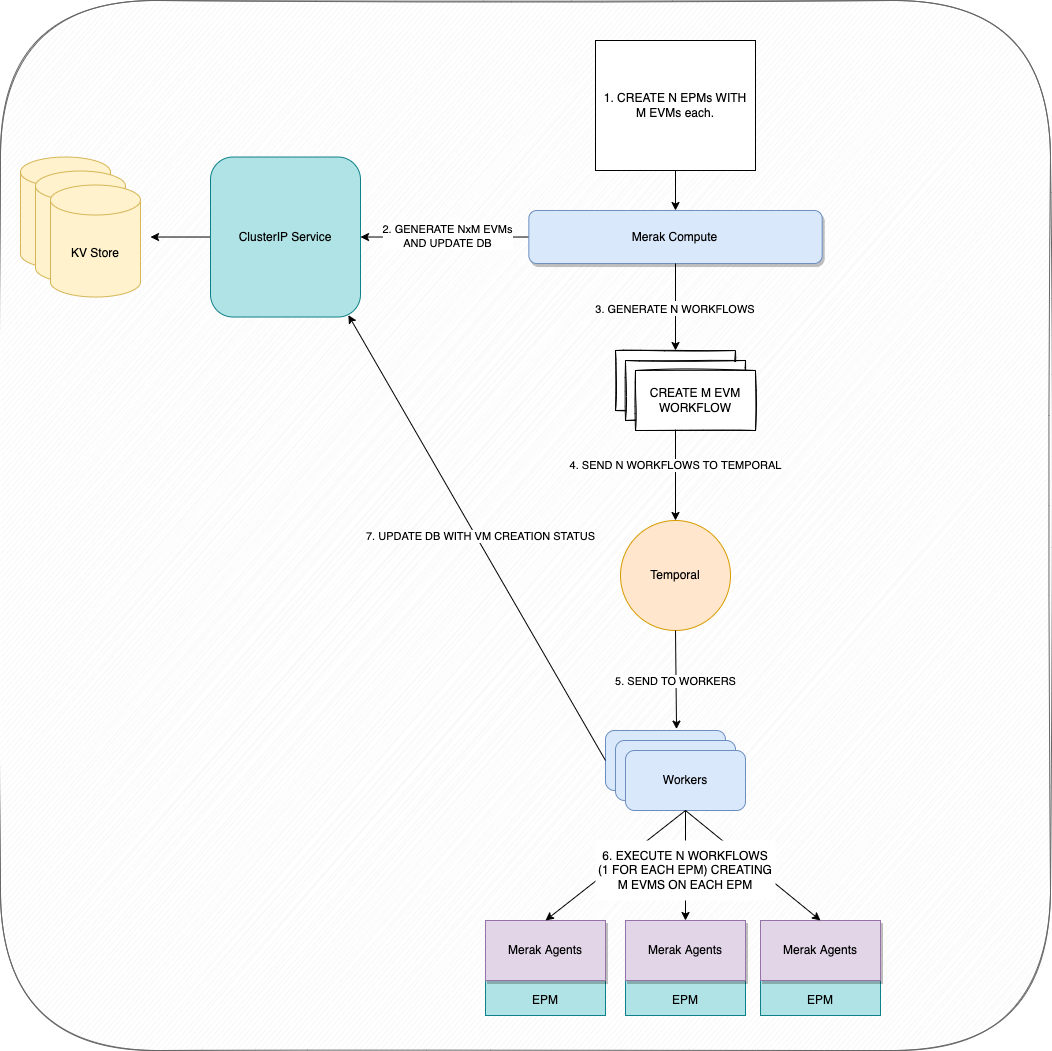 1. CREATE N EPMs WITH
M EVMs each.
KV Store
ClusterIP Service
2. GENERATE NxM EVMs
AND UPDATE DB
Merak Compute
3. GENERATE N WORKFLOWS
CREATE M EVM
WORKFLOW
4. SEND N WORKFLOWS TO TEMPORAL
7. UPDATE DB WITH VM CREATION STATUS
Temporal
5. SEND TO WORKERS
Workers
6. EXECUTE N WORKFLOWS
(1 FOR EACH EPM) CREATING
M EVMS ON EACH EPM
Merak Agents
Merak Agents
Merak Agents
EPM
EPM
EPM